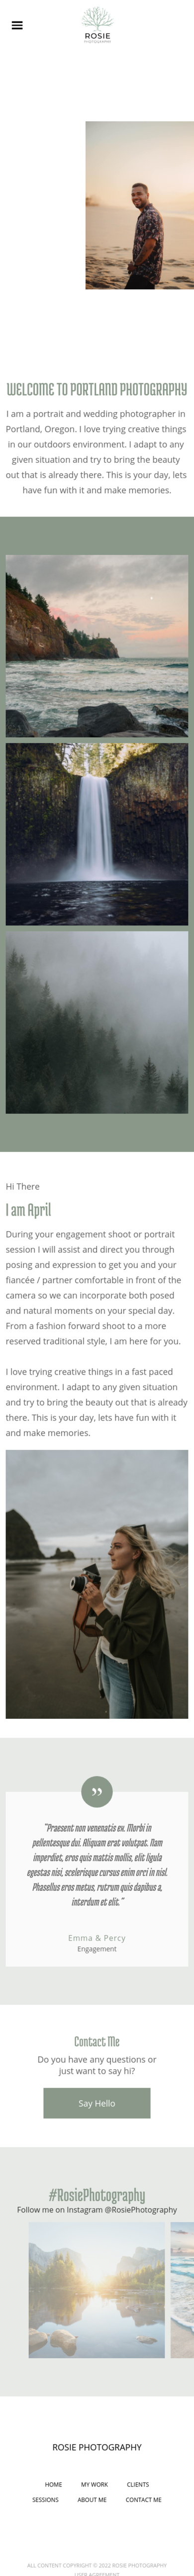 ROSIE
WELCOME TO PORTLAND PHOTOGRAPHY
I am a portrait and wedding photographer in
Portland, Oregon. I love trying creative things
in our outdoors environment. I adapt to any
given situation and try to bring the beauty
out that is already there. This is your day, lets
have fun with it and make memories.
Hi There
I am April
During your engagement shoot or portrait
session I will assist and direct you through
posing and expression to get you and your
fiancée / partner comfortable in front of the
camera so we can incorporate both posed
and natural moments on your special day.
From a fashion forward shoot to a more
reserved traditional style, I am here for you.
I love trying creative things in a fast paced
environment. I adapt to any given situation
and try to bring the beauty out that is already
there. This is your day, lets have fun with it
and make memories.
"Praesent non venenatis ex. Morbi in
pellentesque dui. Aliquam erat volutpat. Nam
imperdiet, eros quis mattis mollis, elit ligula
egestas nisi, scelerisque cursus enim orci in nisl.
Phasellus eros metus, rutrum quis dapibus a,
interdum et elit."
Emma & Percy
Engagement
Contact Me
Do you have any questions or
just want to say hi?
Say Hello
#RosiePhotography
Follow me on Instagram @RosiePhotography
ROSIE PHOTOGRAPHY
HOME MY WORK CLIENTS
SESSIONS ABOUT ME CONTACT ME
ALL CONTENT COPYRIGHT © 2022 ROSIE PHOTOGRAPHY
USER AGREEMENT